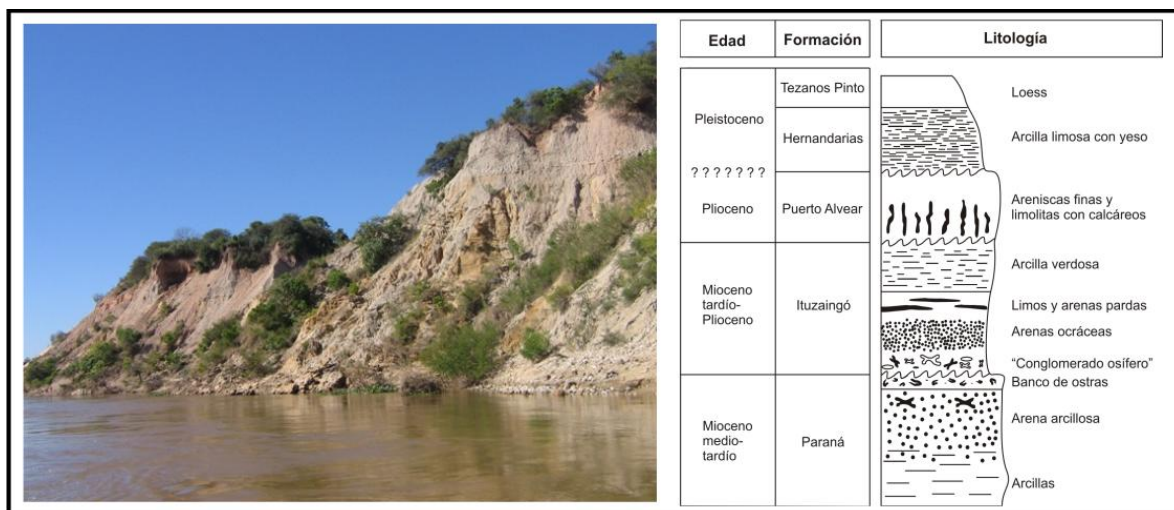 Edad
Formación
Litología
Pleistoceno
? ? ? ? ? ? ?
Plioceno
Mioceno
tardío-
Plioceno
Mioceno
medio-
tardío
Tezanos Pinto
Hernandarias
Puerto Alvear
Ituzaingó
Paraná
Loess
Arcilla limosa con yeso
Areniscas finas y
limolitas con calcáreos
Arcilla verdosa
Limos y arenas pardas
Arenas ocráceas
“Conglomerado osífero”
Banco de ostras
Arena arcillosa
Arcillas